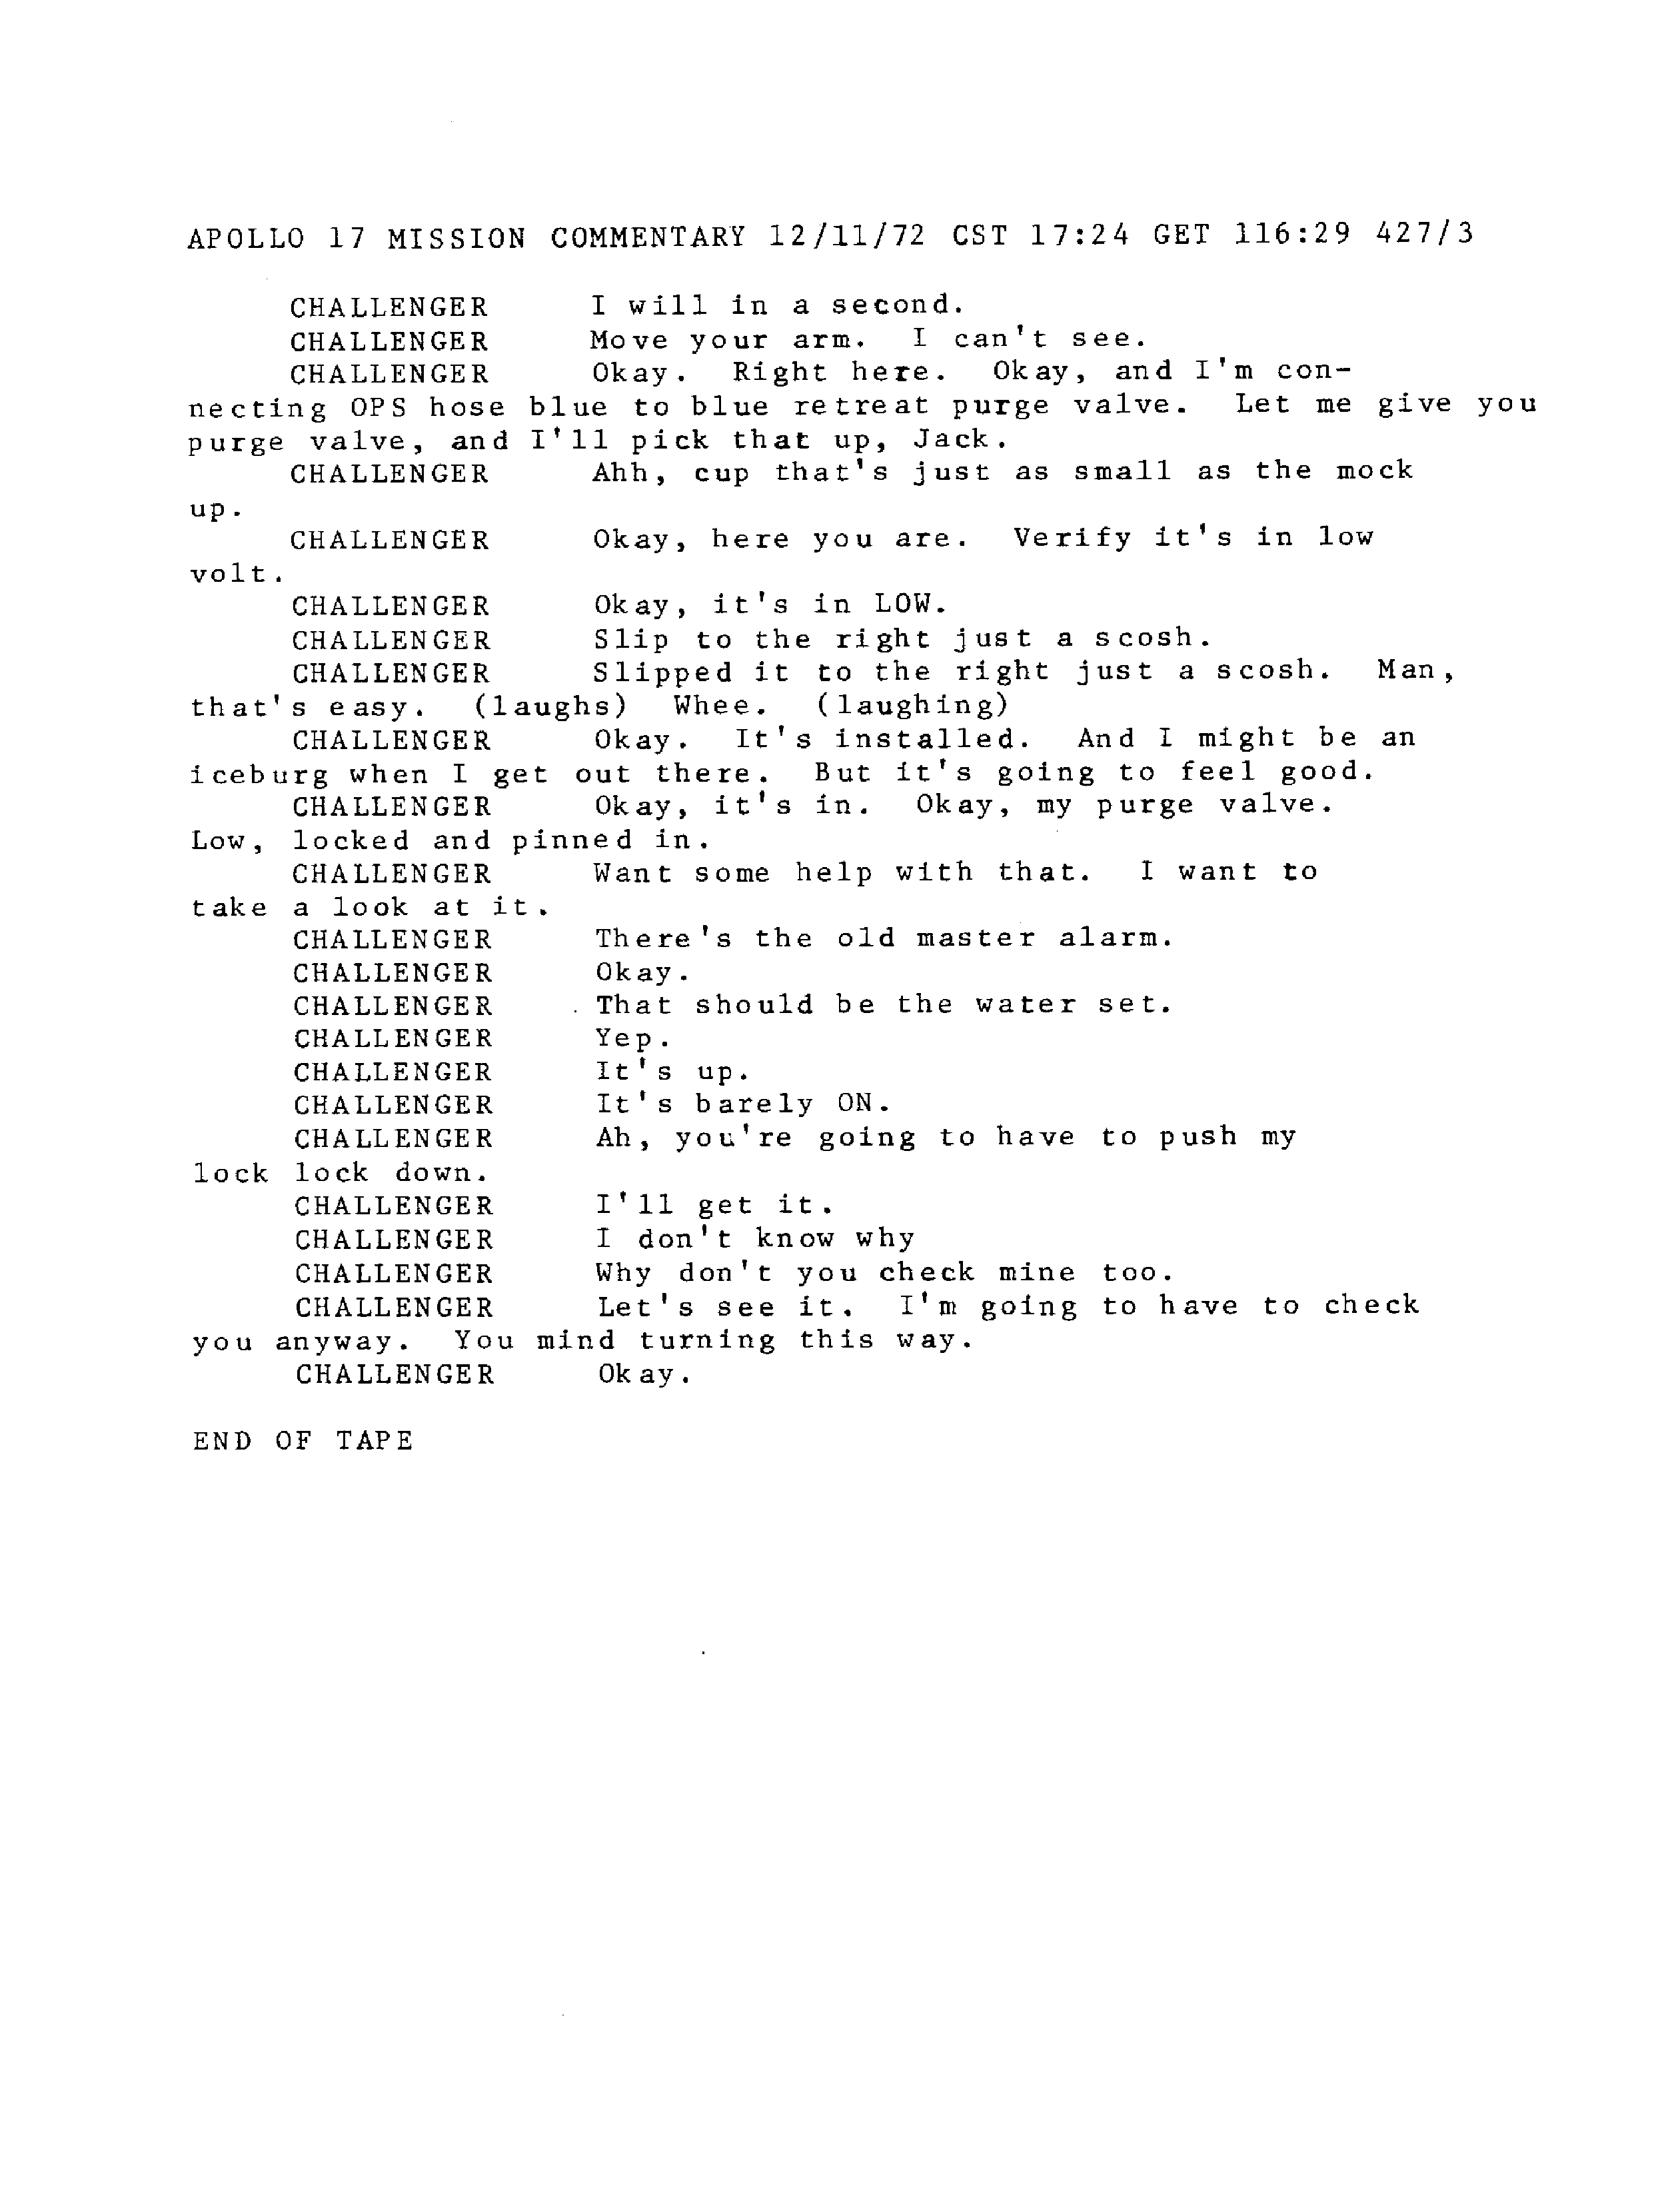 APOLLO 17 MISSION COMMENTARY 12/11/72 CST 17:24 GET 116:29 427/3
CHALLENGER I will in a second.
CHALLENGER Move your arm. I can't see.
CHALLENGER Okay. Right here. Okay, and I'm con-
necting OPS hose blue to blue retreat purge valve. Let me give you
purge valve, and I'll pick that up, Jack.
CHALLENGER Ahh, cup that's just as small as the mock
up.
CHALLENGER Okay, here you are. Verify it's in low
volt.
CHALLENGER Okay, it's in LOW.
CHALLENGER Slip to the right just a scosh.
CHALLENGER Slipped it to the right just a scosh. Man,
that's easy. (laughs) Whee. (laughing)
CHALLENGER Okay. It's installed. And I might be an
iceburg when I get out there. But it's going to feel good.
CHALLENGER Okay, it's in. Okay, my purge valve.
Low, locked and pinned in.
CHALLENGER Want some help with that. I want to
take a look at it.
CHALLENGER There's the old master alarm.
CHALLENGER Okay.
CHALLENGER That should be the water set.
CHALLENGER Yep.
CHALLENGER It's up.
CHALLENGER It's barely ON.
CHALLENGER Ah, you're going to have to push my
lock lock down.
CHALLENGER I'll get it.
CHALLENGER I don't know why
CHALLENGER Why don't you check mine too.
CHALLENGER Let's see it. I'm going to have to check
you anyway. You mind turning this way.
CHALLENGER Okay.
END OF TAPE